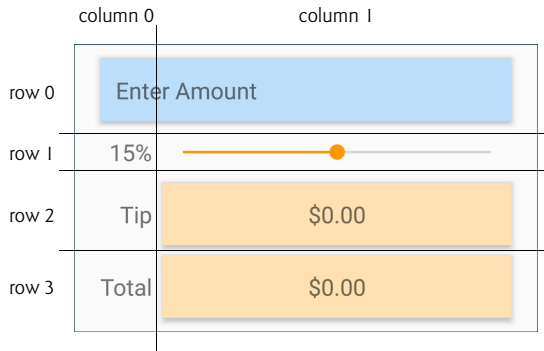 column 0 column 1
row 0 Enter Amount
row 1 15%
row 2 Tip $0.00
row 3 Total $0.00